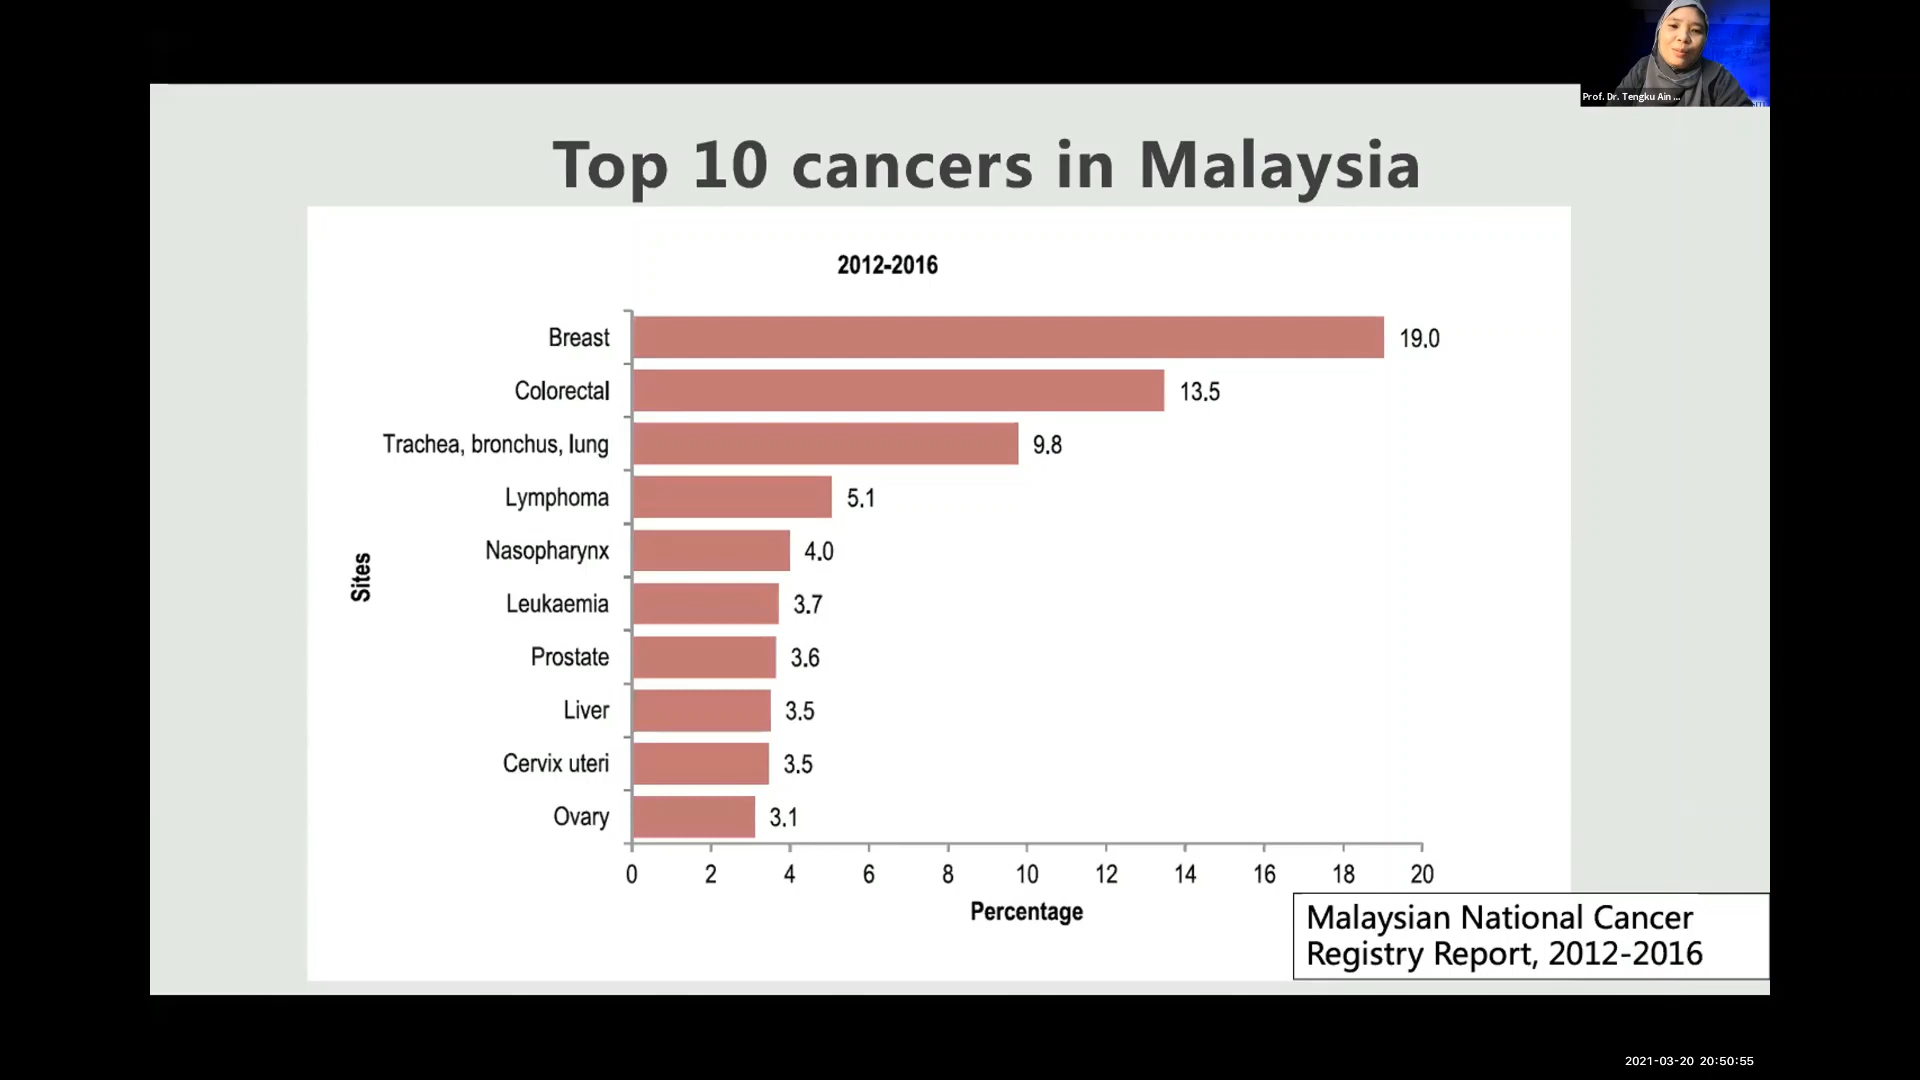 Prof. Dr. Tengku Ain ...
Top 10 cancers in Malaysia
2012-2016
Sites
Breast 19.0
Colorectal 13.5
Trachea, bronchus, lung 9.8
Lymphoma 5.1
Nasopharynx 4.0
Leukaemia 3.7
Prostate 3.6
Liver 3.5
Cervix uteri 3.5
Ovary 3.1
0 2 4 6 8 10 12 14 16 18 20
Percentage
Malaysian National Cancer
Registry Report, 2012-2016
2021-03-20 20:50:55